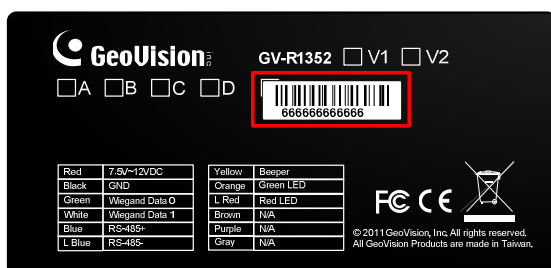 GeoVision inc
GV-R1352 V1 V2
A B C D
666666666666
Red 7.5V~12VDC Yellow Beeper
Black GND Orange Green LED
Green Wiegand Data 0 L Red Red LED
White Wiegand Data 1 Brown N/A
Blue RS-485+ Purple N/A
L Blue RS-485- Gray N/A
FC CE
© 2011 GeoVision, Inc. All rights reserved.
All GeoVision Products are made in Taiwan.